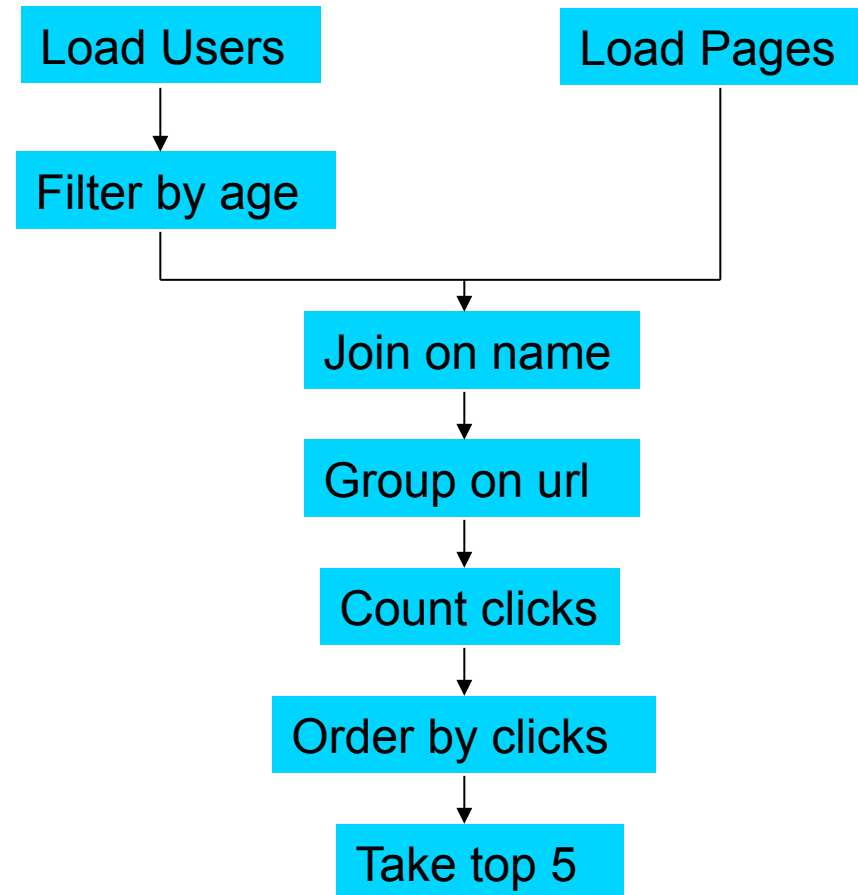 Load Users
Load Pages
Filter by age
Join on name
Group on url
Count clicks
Order by clicks
Take top 5